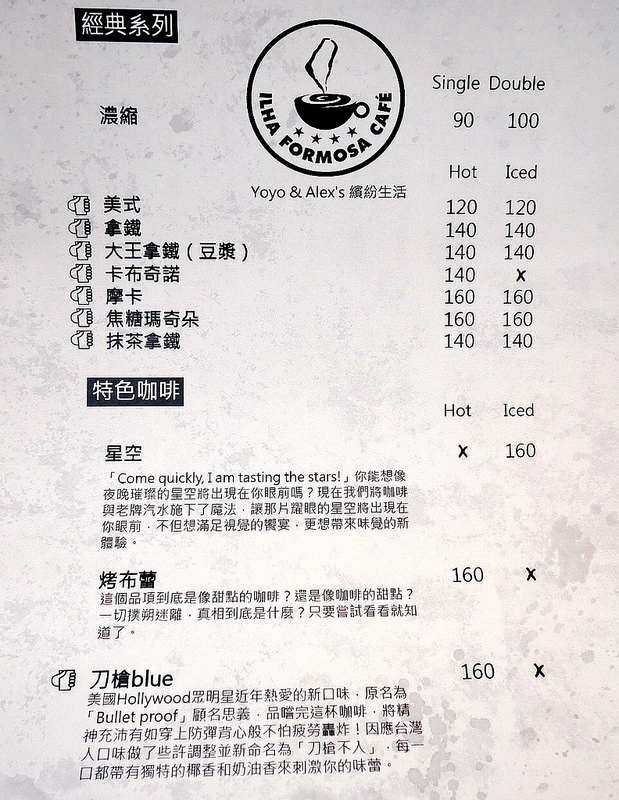 經典系列
ILHA FORMOSA CAFÉ
Yoyo & Alex's 繽紛生活
Single Double
濃縮 90 100
Hot Iced
美式 120 120
拿鐵 140 140
大王拿鐵（豆漿） 140 140
卡布奇諾 140 x
摩卡 160 160
焦糖瑪奇朵 160 160
抹茶拿鐵 140 140
特色咖啡
Hot Iced
星空 x 160
「Come quickly, I am tasting the stars!」你能想像
夜晚璀璨的星空將出現在你眼前嗎？現在我們將咖啡
與老牌汽水施下了魔法，讓那片耀眼的星空將出現在
你眼前，不但想滿足視覺的饗宴，更想帶來味覺的新
體驗。
烤布蕾 160 x
這個品項到底是像甜點的咖啡？還是像咖啡的甜點？
一切撲朔迷離，真相到底是什麼？只要嘗試看看就知
道了。
刀槍blue 160 x
美國Hollywood眾明星近年熱愛的新口味，原名為
「Bullet proof」顧名思義，品嚐完這杯咖啡，將精
神充沛有如穿上防彈背心般不怕疲勞轟炸！因應台灣
人口味做了些許調整並新命名為「刀槍不入」，每一
口都帶有獨特的椰香和奶油香來刺激你的味蕾。